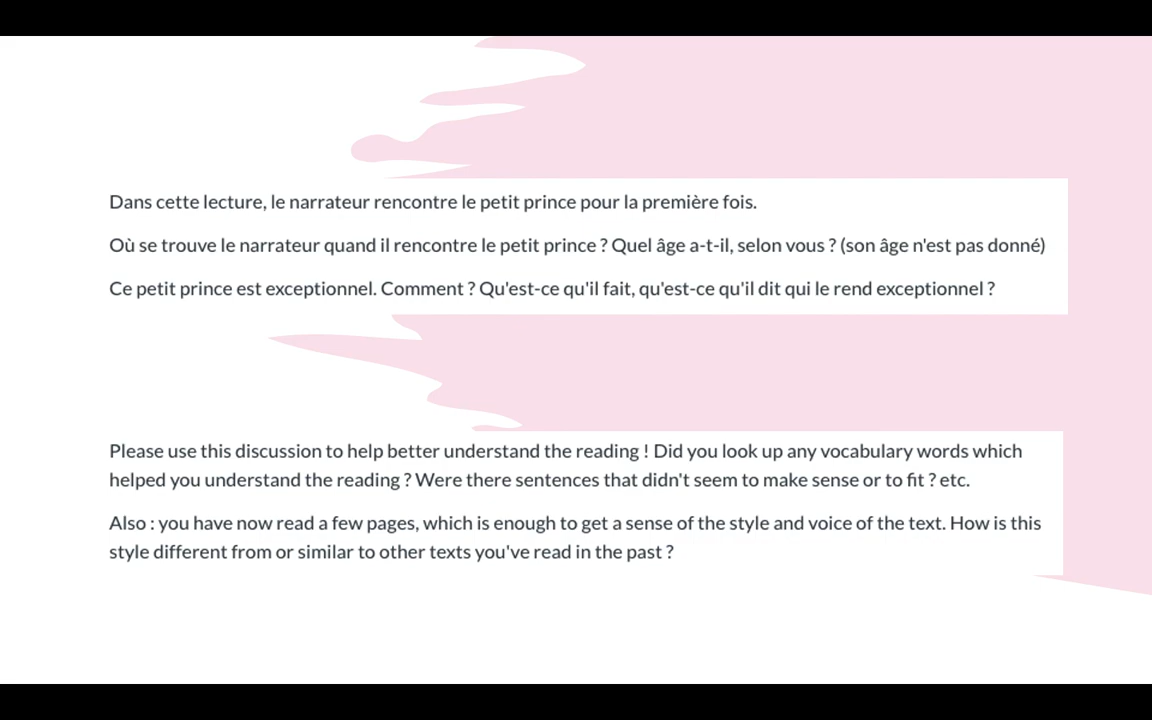 Dans cette lecture, le narrateur rencontre le petit prince pour la première fois.
Où se trouve le narrateur quand il rencontre le petit prince ? Quel âge a-t-il, selon vous ? (son âge n'est pas donné)
Ce petit prince est exceptionnel. Comment ? Qu'est-ce qu'il fait, qu'est-ce qu'il dit qui le rend exceptionnel ?
Please use this discussion to help better understand the reading ! Did you look up any vocabulary words which
helped you understand the reading ? Were there sentences that didn't seem to make sense or to fit ? etc.
Also : you have now read a few pages, which is enough to get a sense of the style and voice of the text. How is this
style different from or similar to other texts you've read in the past ?